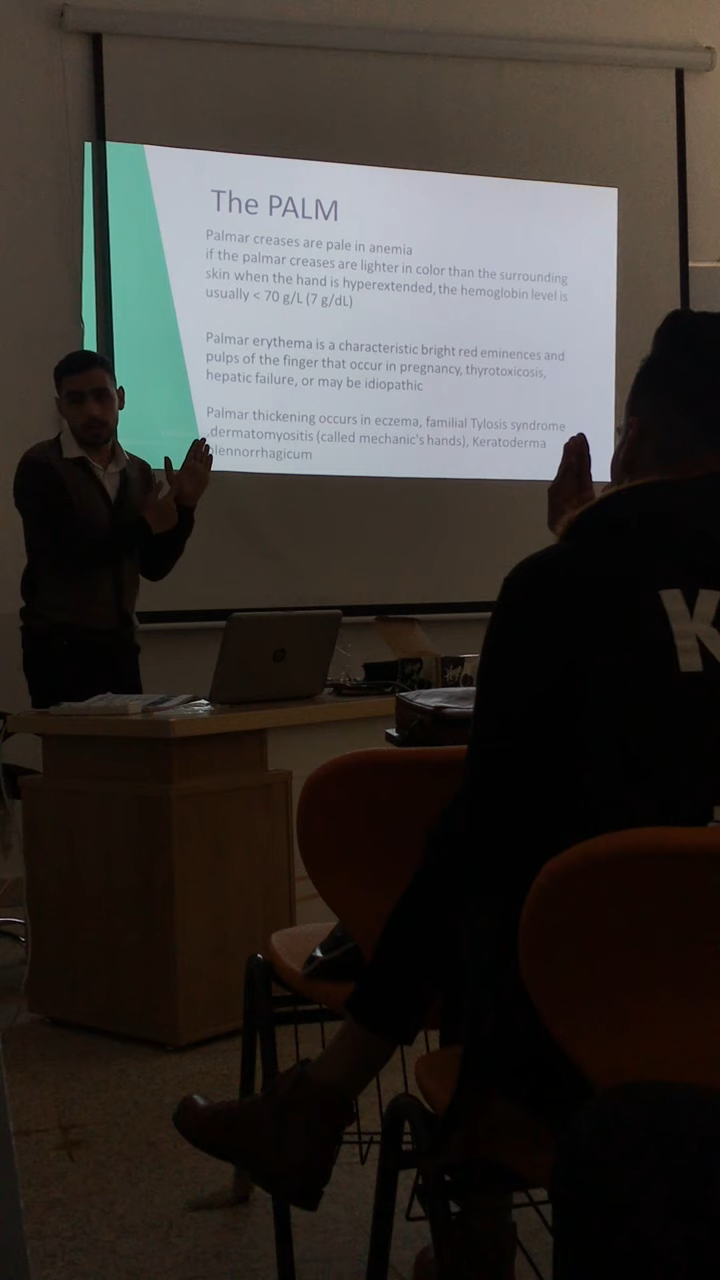 The PALM
Palmar creases are pale in anemia
if the palmar creases are lighter in color than the surrounding
skin when the hand is hyperextended, the hemoglobin level is
usually < 70 g/L (7 g/dL)
Palmar erythema is a characteristic bright red eminences and
pulps of the finger that occur in pregnancy, thyrotoxicosis,
hepatic failure, or may be idiopathic
Palmar thickening occurs in eczema, familial Tylosis syndrome
,dermatomyositis (called mechanic's hands), Keratoderma
blennorrhagicum
hp
K